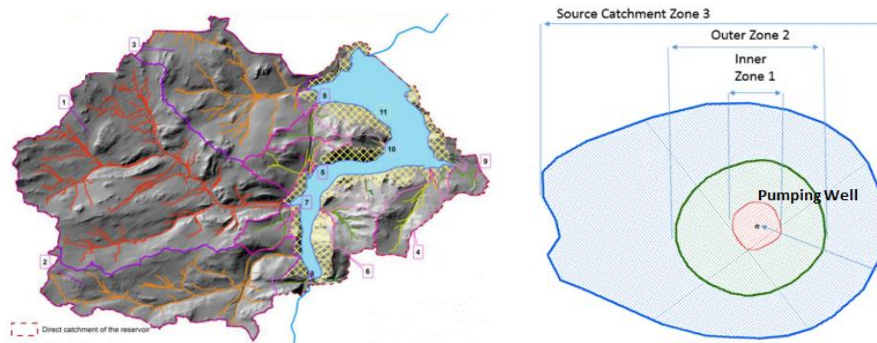 3
1
8
11
10
5
9
7
4
2
6
Direct catchment of the reservoir
Source Catchment Zone 3
Outer Zone 2
Inner
Zone 1
Pumping Well